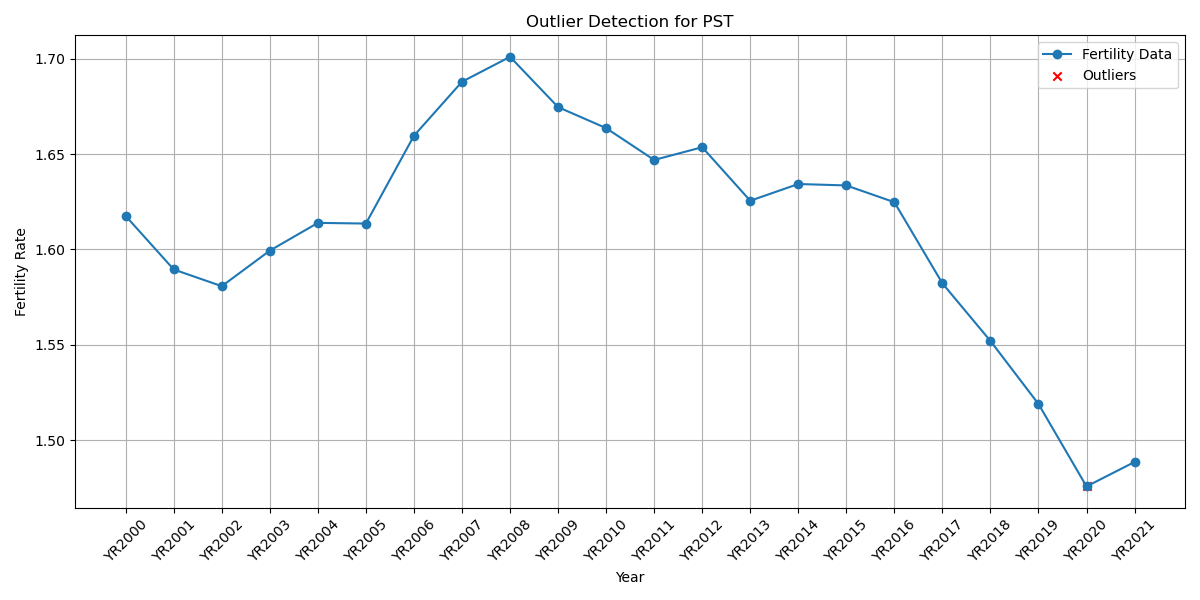 Outlier Detection for PST
Fertility Data
Outliers
Fertility Rate
1.70
1.65
1.60
1.55
1.50
YR2000
YR2001
YR2002
YR2003
YR2004
YR2005
YR2006
YR2007
YR2008
YR2009
YR2010
YR2011
YR2012
YR2013
YR2014
YR2015
YR2016
YR2017
YR2018
YR2019
YR2020
YR2021
Year